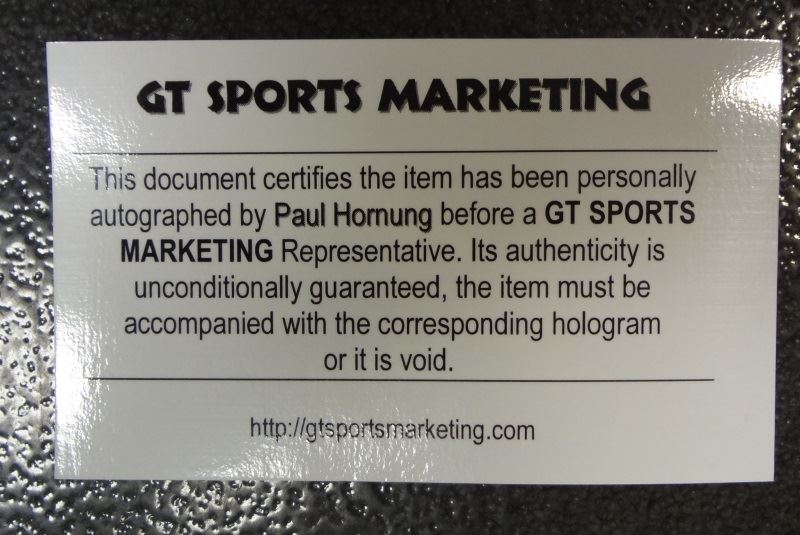 GT SPORTS MARKETING
This document certifies the item has been personally
autographed by Paul Hornung before a GT SPORTS
MARKETING Representative. Its authenticity is
unconditionally guaranteed, the item must be
accompanied with the corresponding hologram
or it is void.
http://gtsportsmarketing.com